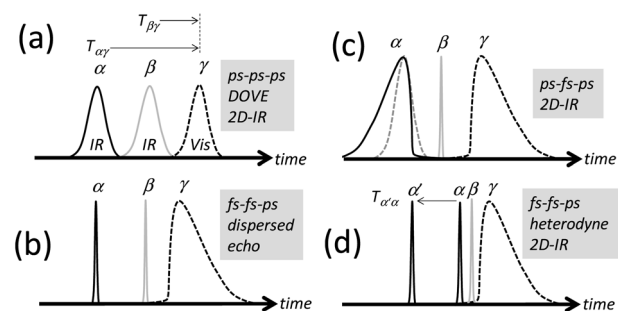 (a)
Tβγ
Tαγ
α
β
γ
IR
IR
Vis
time
ps-ps-ps
DOVE
2D-IR
(b)
α
β
γ
time
fs-fs-ps
dispersed
echo
(c)
α
β
γ
time
ps-fs-ps
2D-IR
(d)
Tα′α
α′
α
β
γ
time
fs-fs-ps
heterodyne
2D-IR